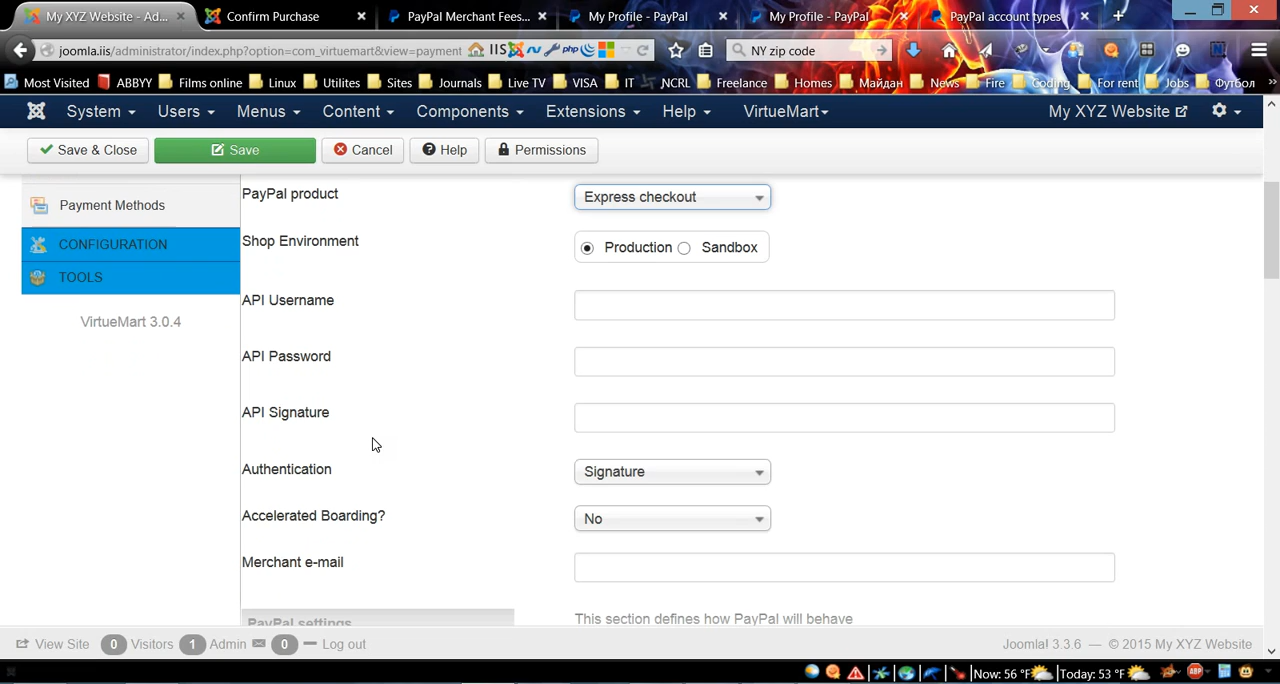 My XYZ Website - Ad...
Confirm Purchase
PayPal Merchant Fees...
My Profile - PayPal
My Profile - PayPal
PayPal account types
joomla.iis/administrator/index.php?option=com_virtuemart&view=payment
IIS
php
NY zip code
Most Visited
ABBYY
Films online
Linux
Utilites
Sites
Journals
Live TV
VISA
IT
NCRL
Freelance
Homes
Майдан
News
Fire
Coding
For rent
Jobs
Футбол
System
Users
Menus
Content
Components
Extensions
Help
VirtueMart
My XYZ Website
Save & Close
Save
Cancel
Help
Permissions
Payment Methods
CONFIGURATION
TOOLS
VirtueMart 3.0.4
PayPal product
Express checkout
Shop Environment
Production
Sandbox
API Username
API Password
API Signature
Authentication
Signature
Accelerated Boarding?
No
Merchant e-mail
PayPal settings
This section defines how PayPal will behave
View Site
0 Visitors
1 Admin
0
Log out
Joomla! 3.3.6 — © 2015 My XYZ Website
Now: 56 °F
Today: 53 °F
ABP